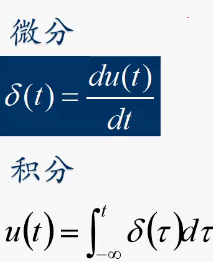 微分
δ(t) = du(t)/dt
积分
u(t) = ∫_{-∞}^{t} δ(τ)dτ